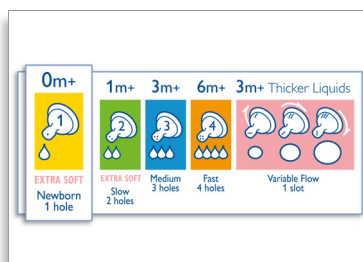 0m+
1
EXTRA SOFT
Newborn
1 hole
1m+
2
EXTRA SOFT
Slow
2 holes
3m+
3
Medium
3 holes
6m+
4
Fast
4 holes
3m+ Thicker Liquids
Variable Flow
1 slot